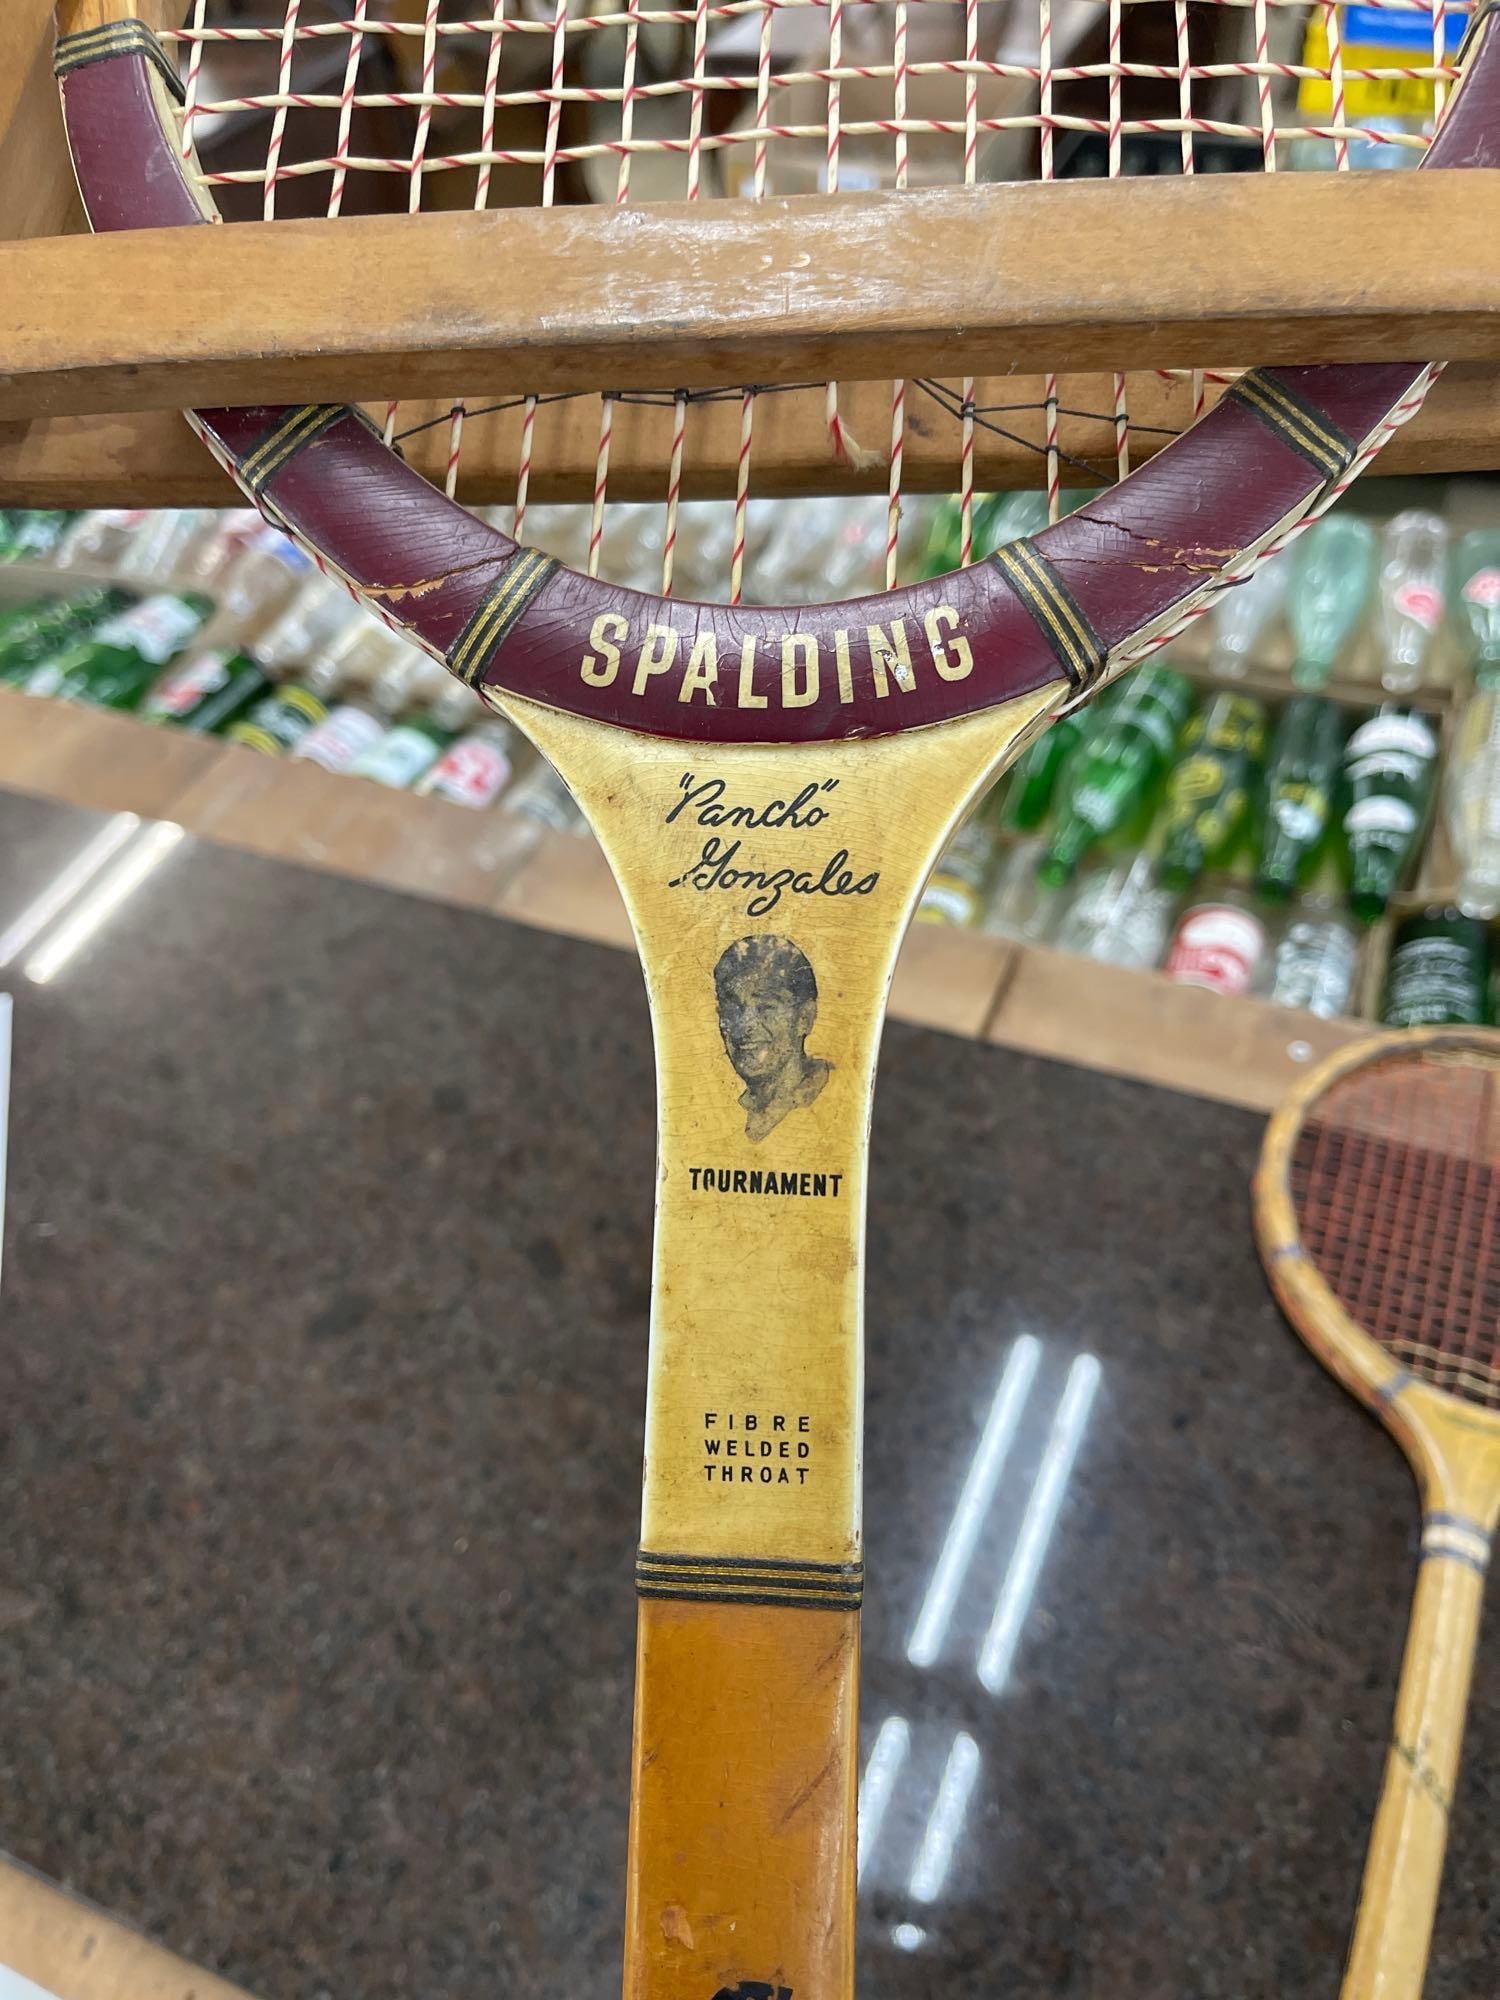 SPALDING
"Pancho"
Gonzales
TOURNAMENT
FIBRE
WELDED
THROAT